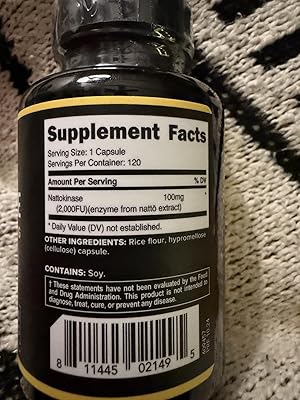 Supplement Facts
Serving Size: 1 Capsule
Servings Per Container: 120
Amount Per Serving % DV
Nattokinase 100mg *
(2,000FU)(enzyme from nattō extract)
* Daily Value (DV) not established.
OTHER INGREDIENTS: Rice flour, hypromellose
(cellulose) capsule.
CONTAINS: Soy.
† These statements have not been evaluated by the Food
and Drug Administration. This product is not intended to
diagnose, treat, cure, or prevent any disease.
8 11445 02149 5